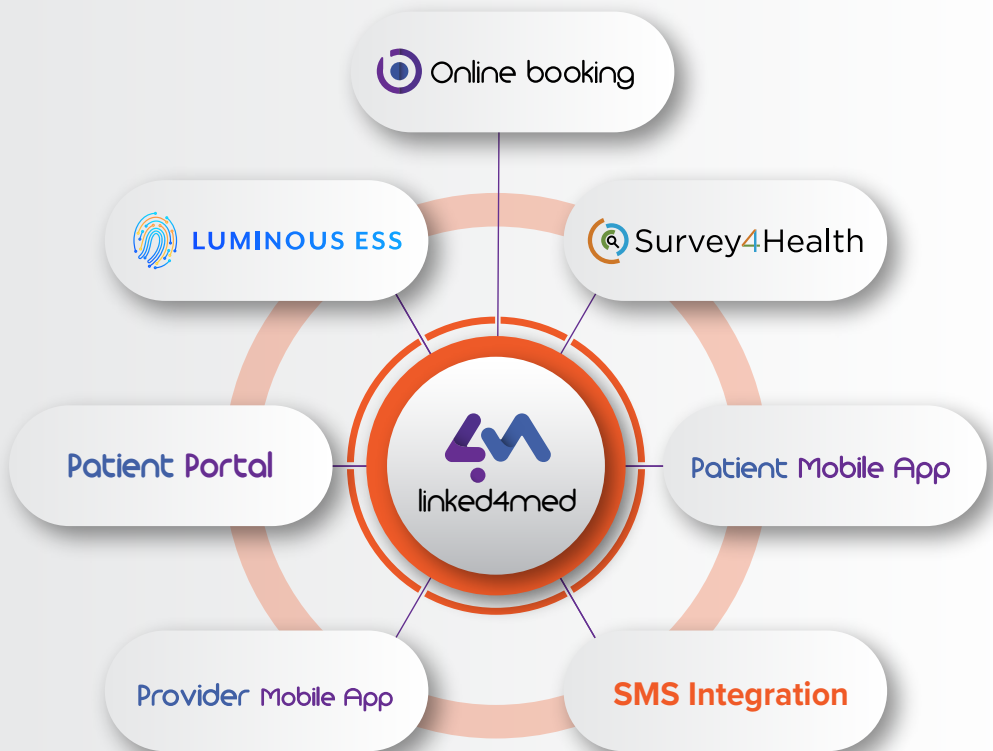 Online booking
LUMINOUS ESS
Survey4Health
linked4med
Patient Portal
Patient Mobile App
Provider Mobile App
SMS Integration